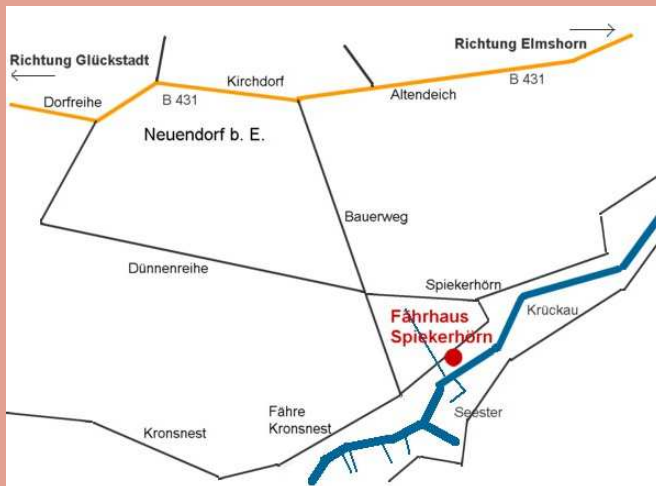 Richtung Glückstadt
Richtung Elmshorn
B 431
Kirchdorf
B 431
Altendeich
Dorfreihe
Neuendorf b. E.
Bauerweg
Dünnenreihe
Spiekerhörn
Krückau
Fährhaus
Spiekerhörn
Seester
Fähre
Kronsnest
Kronsnest